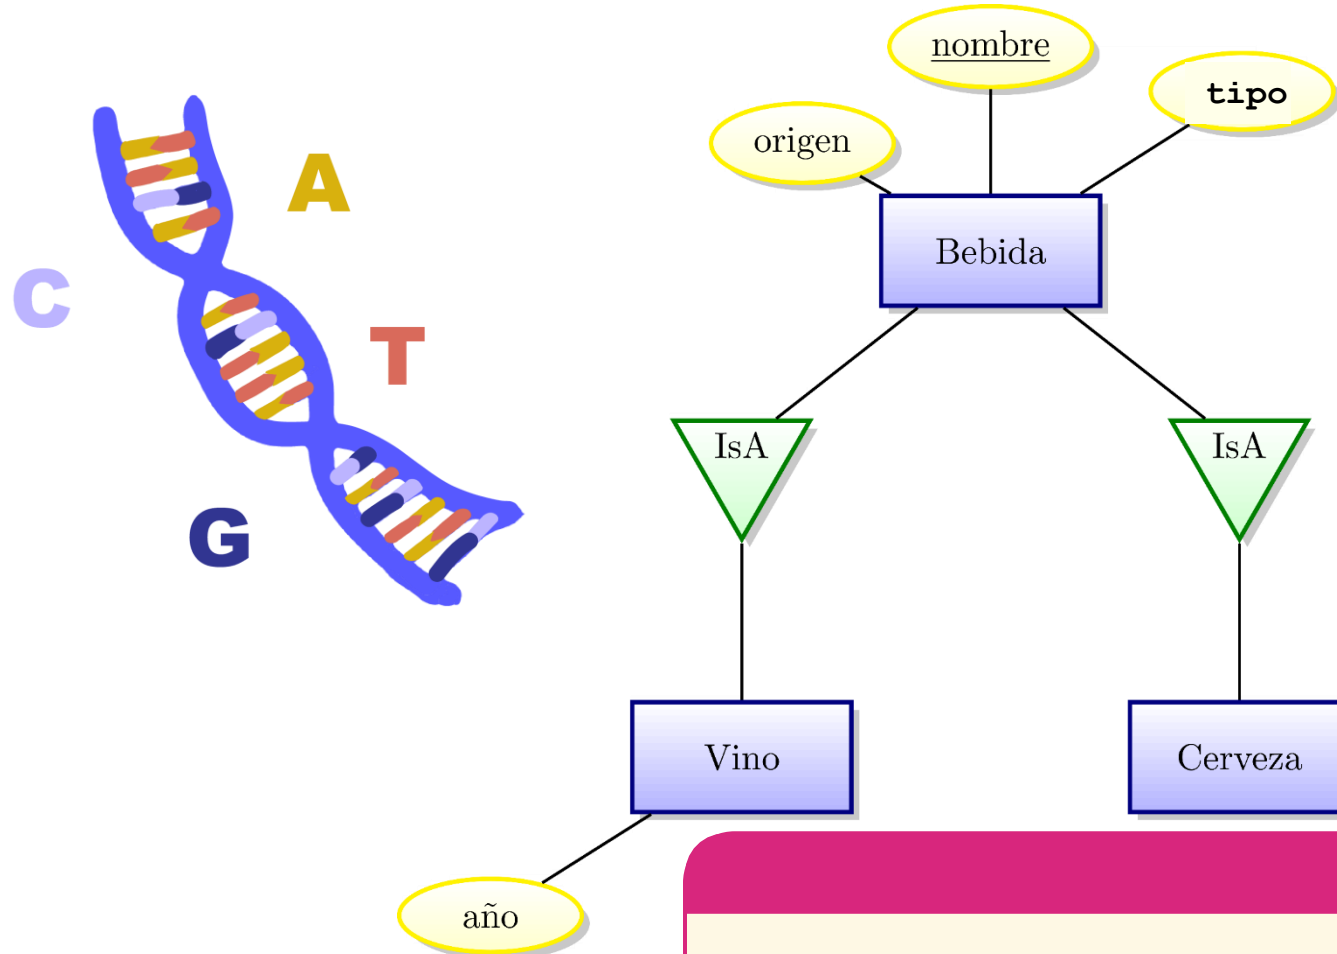 nombre
tipo
origen
A
Bebida
C
T
IsA
IsA
G
Vino
Cerveza
año